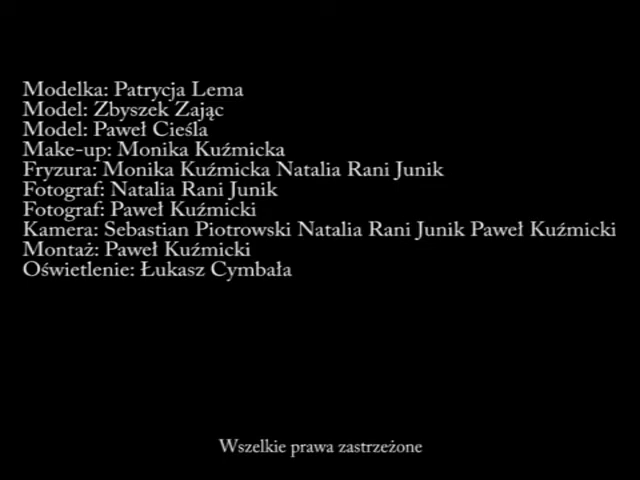 Modelka: Patrycja Lema
Model: Zbyszek Zając
Model: Paweł Cieśla
Make-up: Monika Kuźmicka
Fryzura: Monika Kuźmicka Natalia Rani Junik
Fotograf: Natalia Rani Junik
Fotograf: Paweł Kuźmicki
Kamera: Sebastian Piotrowski Natalia Rani Junik Paweł Kuźmicki
Montaż: Paweł Kuźmicki
Oświetlenie: Łukasz Cymbała
Wszelkie prawa zastrzeżone